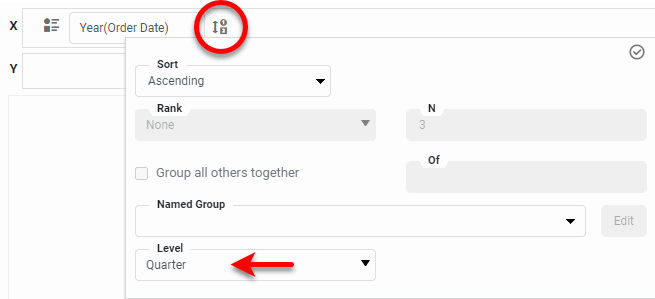 X Year(Order Date)
Y
Sort
Ascending
Rank N
None 3
Group all others together
Of
Named Group
Edit
Level
Quarter